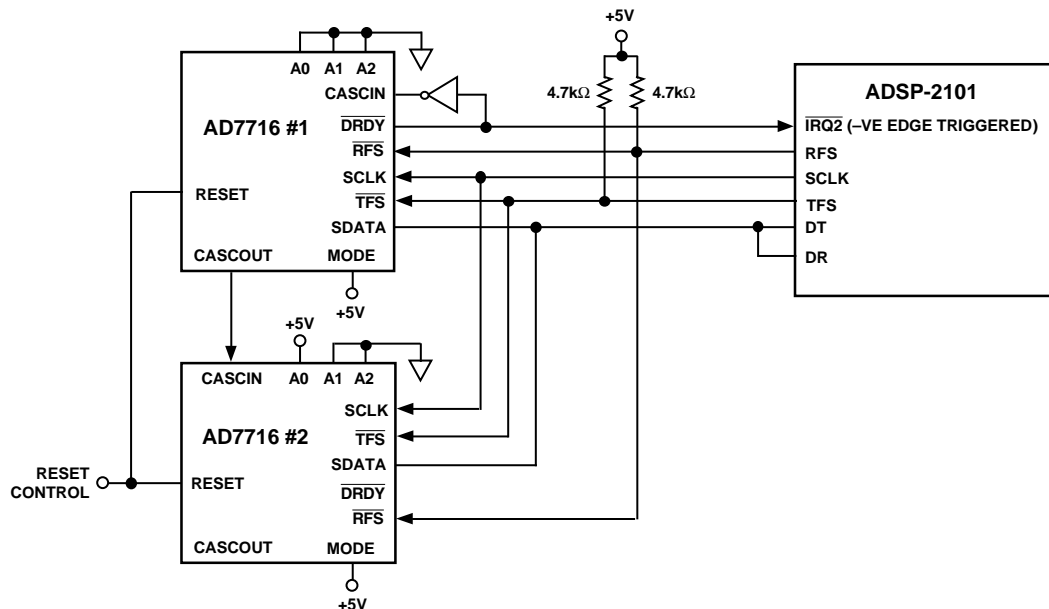 +5V
A0 A1 A2
4.7kΩ 4.7kΩ
ADSP-2101
CASCIN
AD7716 #1
DRDY
IRQ2 (–VE EDGE TRIGGERED)
RFS
RFS
SCLK
SCLK
RESET
TFS
TFS
SDATA
DT
CASCOUT MODE
DR
+5V
+5V
CASCIN A0 A1 A2
SCLK
AD7716 #2
TFS
SDATA
RESET
CONTROL
RESET
DRDY
RFS
CASCOUT MODE
+5V